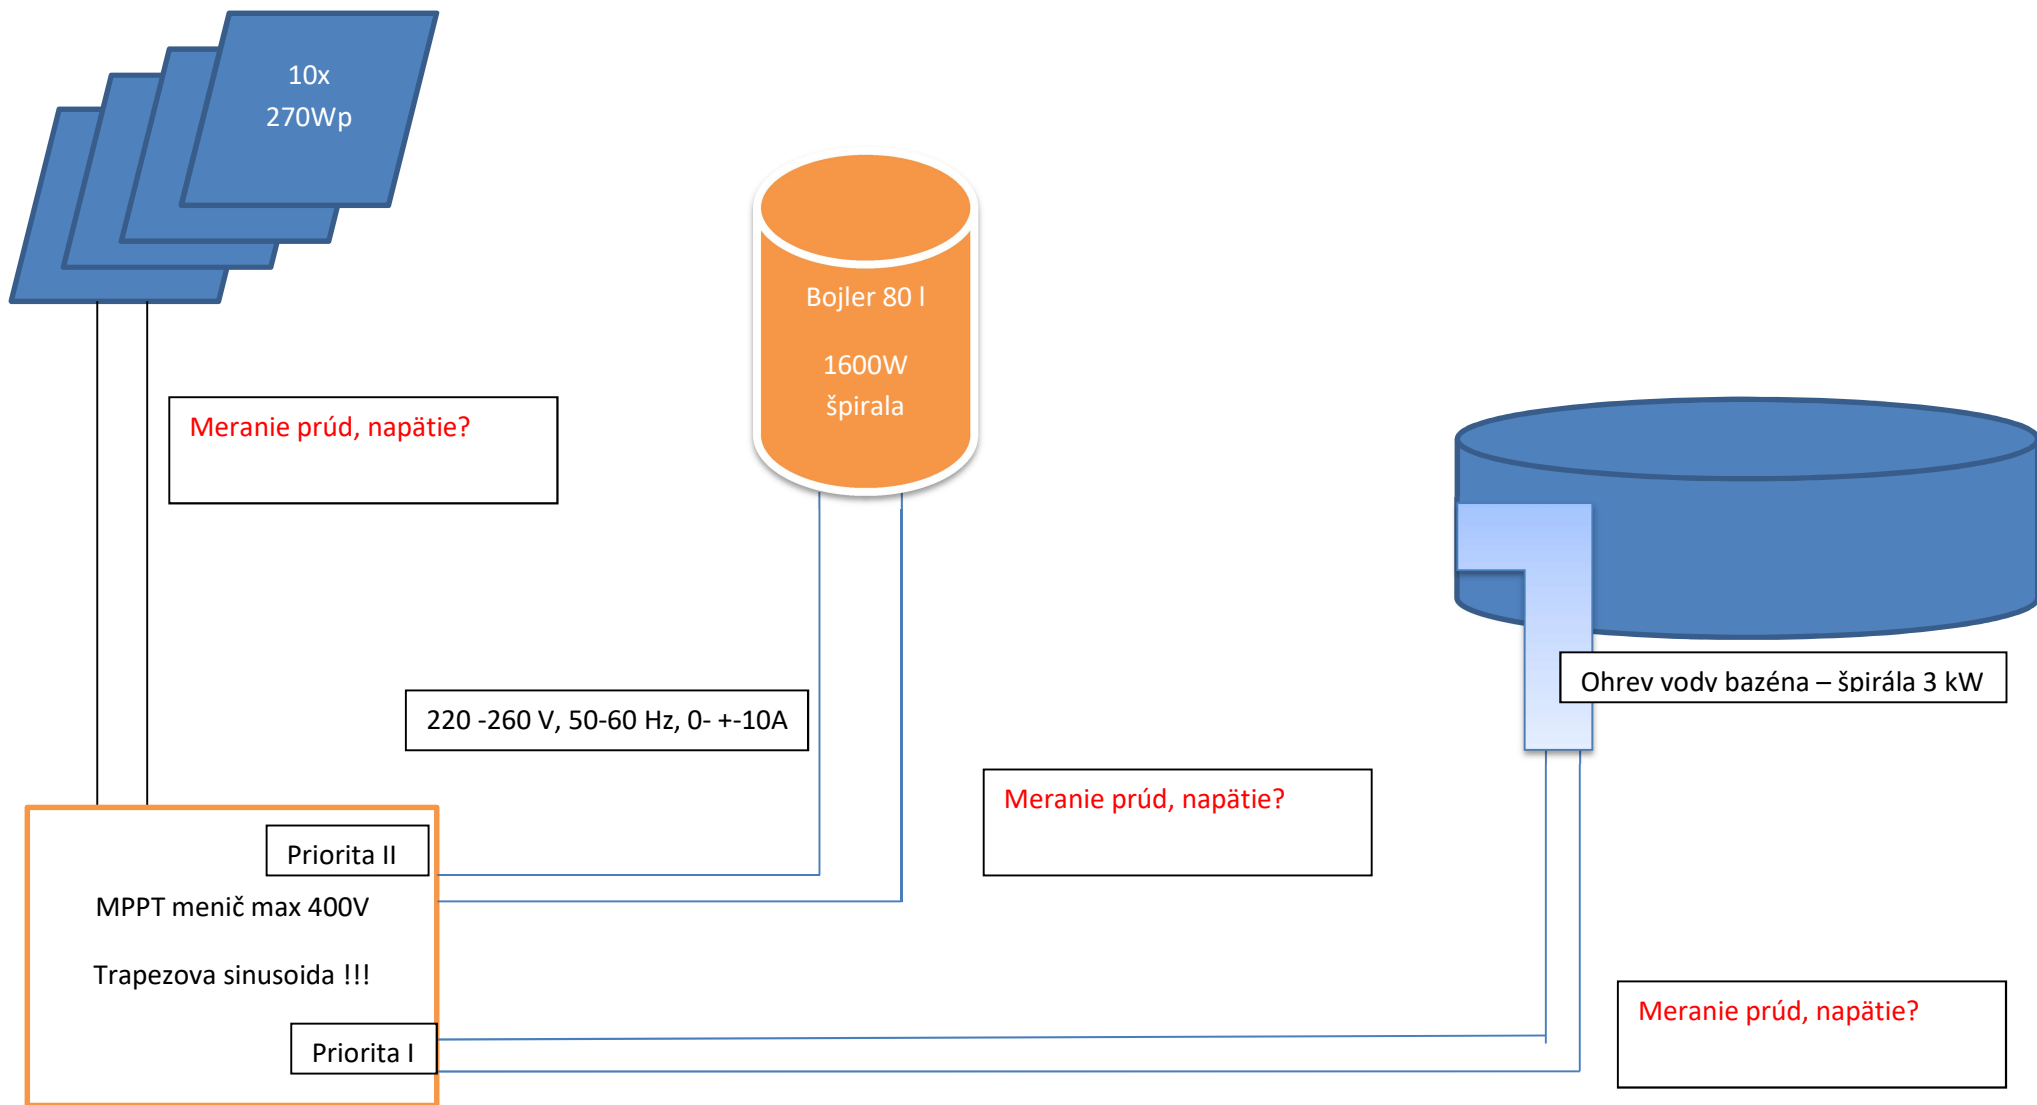 10x
270Wp
Bojler 80 l
1600W
špirala
Meranie prúd, napätie?
Ohrev vody bazéna – špirála 3 kW
220 -260 V, 50-60 Hz, 0- +-10A
Meranie prúd, napätie?
Priorita II
MPPT menič max 400V
Trapezova sinusoida !!!
Meranie prúd, napätie?
Priorita I